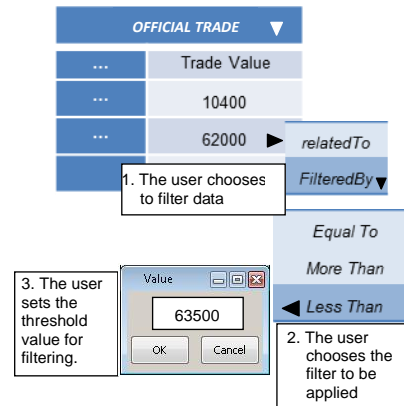 OFFICIAL TRADE
... Trade Value
... 10400
... 62000
relatedTo
FilteredBy
1. The user chooses
to filter data
Equal To
More Than
Less Than
3. The user
sets the
threshold
value for
filtering.
Value
63500
OK Cancel
2. The user
chooses the
filter to be
applied